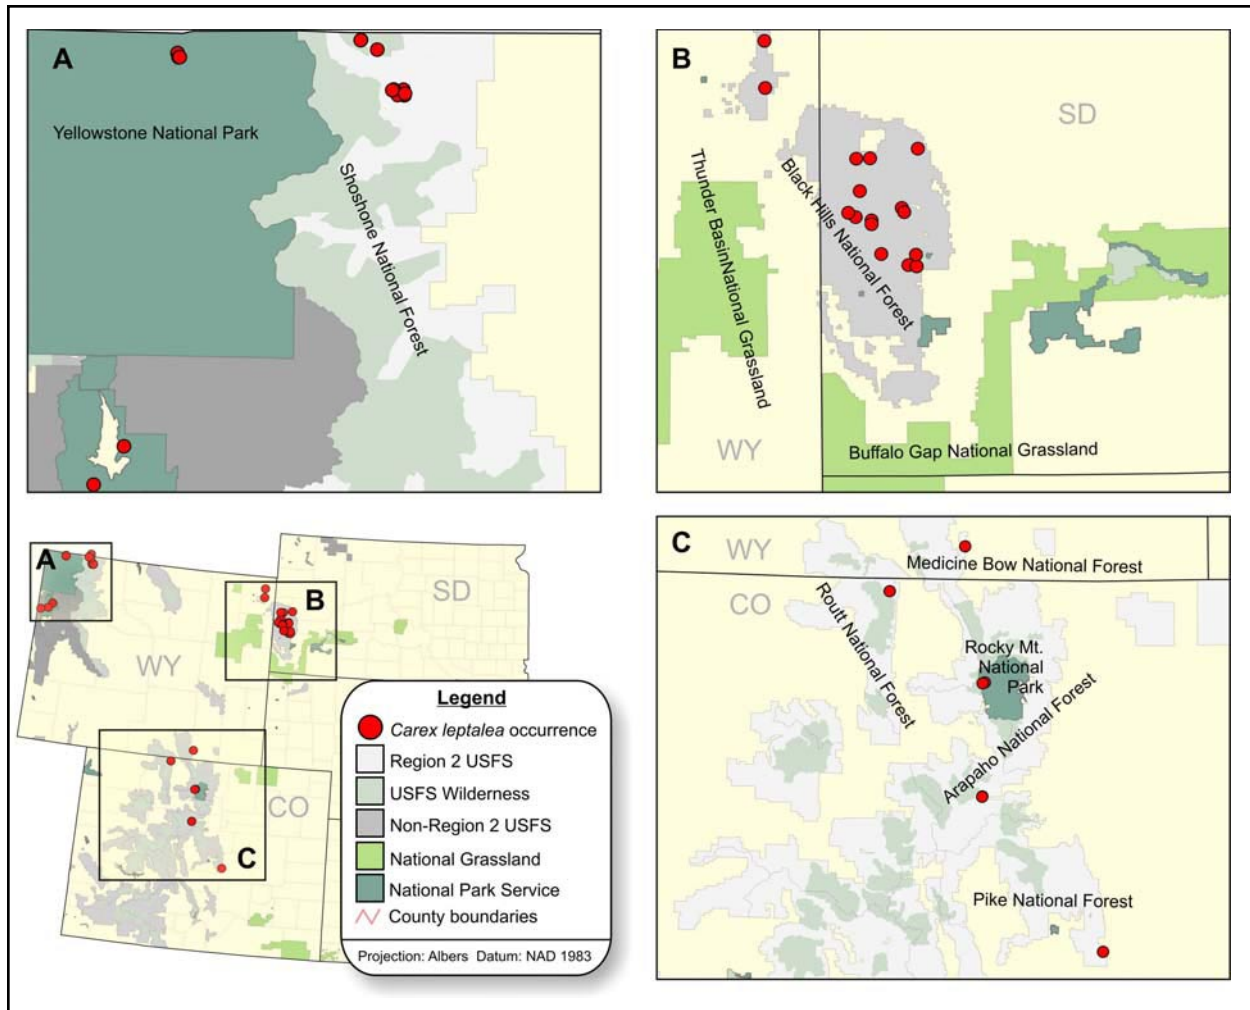 A
Yellowstone National Park
Shoshone National Forest
B
SD
Thunder BasinNational Grassland
Black Hills National Forest
WY
Buffalo Gap National Grassland
A
B
SD
WY
C
CO
Legend
Carex leptalea occurrence
Region 2 USFS
USFS Wilderness
Non-Region 2 USFS
National Grassland
National Park Service
County boundaries
Projection: Albers Datum: NAD 1983
C
WY
Medicine Bow National Forest
CO
Routt National Forest
Rocky Mt.
National
Park
Arapaho National Forest
Pike National Forest